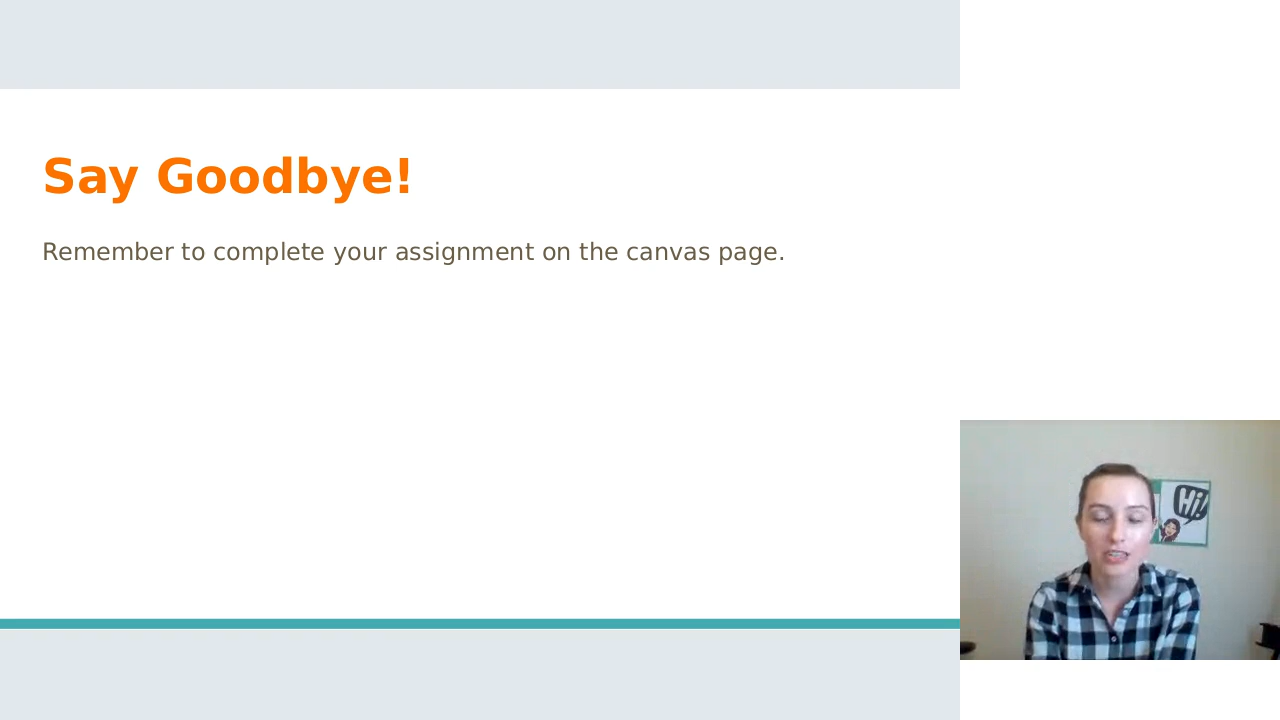 Say Goodbye!
Remember to complete your assignment on the canvas page.
Hi!